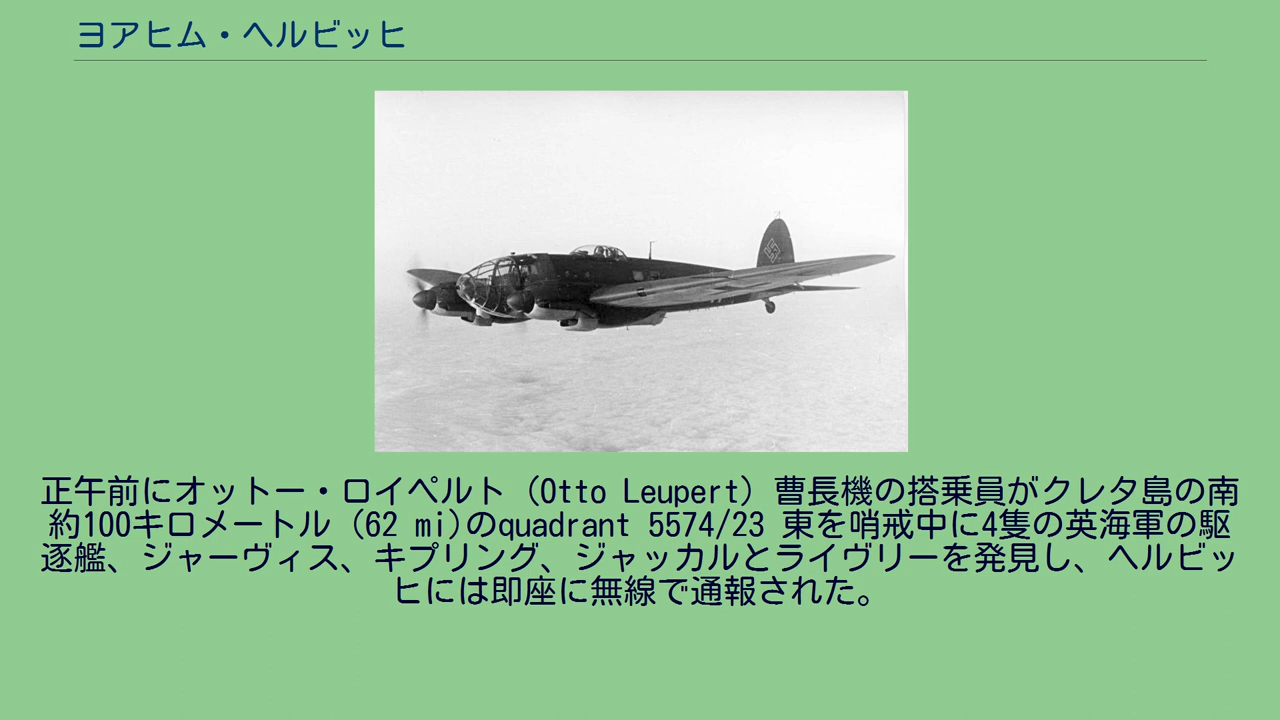 ヨアヒム・ヘルビッヒ
正午前にオットー・ロイペルト (Otto Leupert) 曹長機の搭乗員がクレタ島の南
約100キロメートル (62 mi)のquadrant 5574/23 東を哨戒中に4隻の英海軍の駆
逐艦、ジャーヴィス、キプリング、ジャッカルとライヴリーを発見し、ヘルビッ
ヒには即座に無線で通報された。